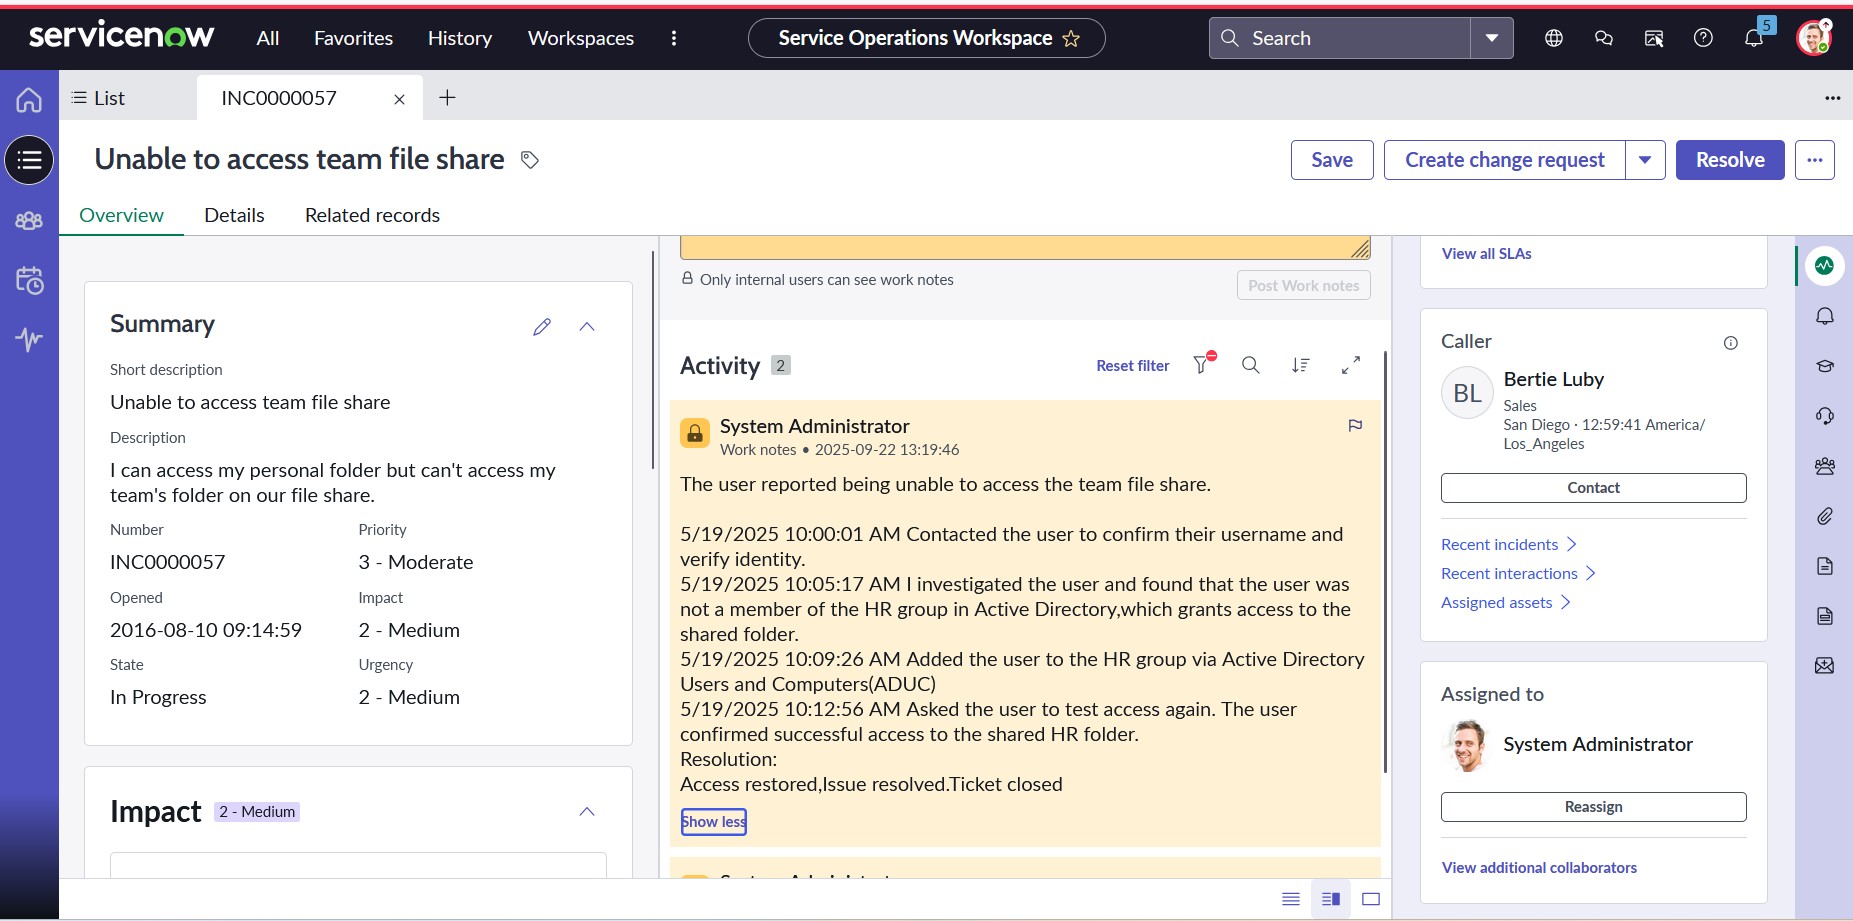 servicenow
All
Favorites
History
Workspaces
Service Operations Workspace
Search
5
List
INC0000057
Unable to access team file share
Save
Create change request
Resolve
Overview
Details
Related records
Summary
Short description
Unable to access team file share
Description
I can access my personal folder but can't access my
team's folder on our file share.
Number
Priority
INC0000057
3 - Moderate
Opened
Impact
2016-08-10 09:14:59
2 - Medium
State
Urgency
In Progress
2 - Medium
Impact
2 - Medium
Only internal users can see work notes
Post Work notes
Activity
2
Reset filter
System Administrator
Work notes • 2025-09-22 13:19:46
The user reported being unable to access the team file share.
5/19/2025 10:00:01 AM Contacted the user to confirm their username and
verify identity.
5/19/2025 10:05:17 AM I investigated the user and found that the user was
not a member of the HR group in Active Directory,which grants access to the
shared folder.
5/19/2025 10:09:26 AM Added the user to the HR group via Active Directory
Users and Computers(ADUC)
5/19/2025 10:12:56 AM Asked the user to test access again. The user
confirmed successful access to the shared HR folder.
Resolution:
Access restored,Issue resolved.Ticket closed
Show less
View all SLAs
Caller
BL
Bertie Luby
Sales
San Diego · 12:59:41 America/
Los_Angeles
Contact
Recent incidents
Recent interactions
Assigned assets
Assigned to
System Administrator
Reassign
View additional collaborators